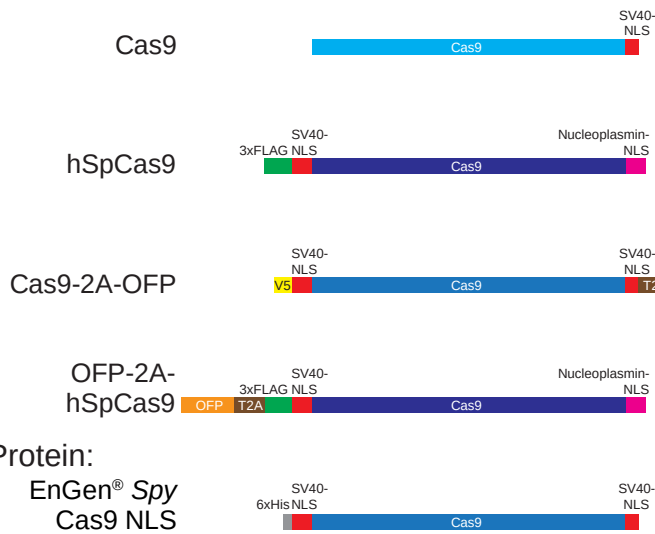 SV40-
NLS
Cas9
Cas9
SV40-
Nucleoplasmin-
3xFLAG NLS
NLS
hSpCas9
Cas9
SV40-
SV40-
NLS
NLS
Cas9-2A-OFP
V5
Cas9
OFP-2A-
hSpCas9
SV40-
Nucleoplasmin-
3xFLAG NLS
NLS
OFP T2A
Cas9
Protein:
EnGen® Spy
Cas9 NLS
SV40-
SV40-
6xHis NLS
NLS
Cas9